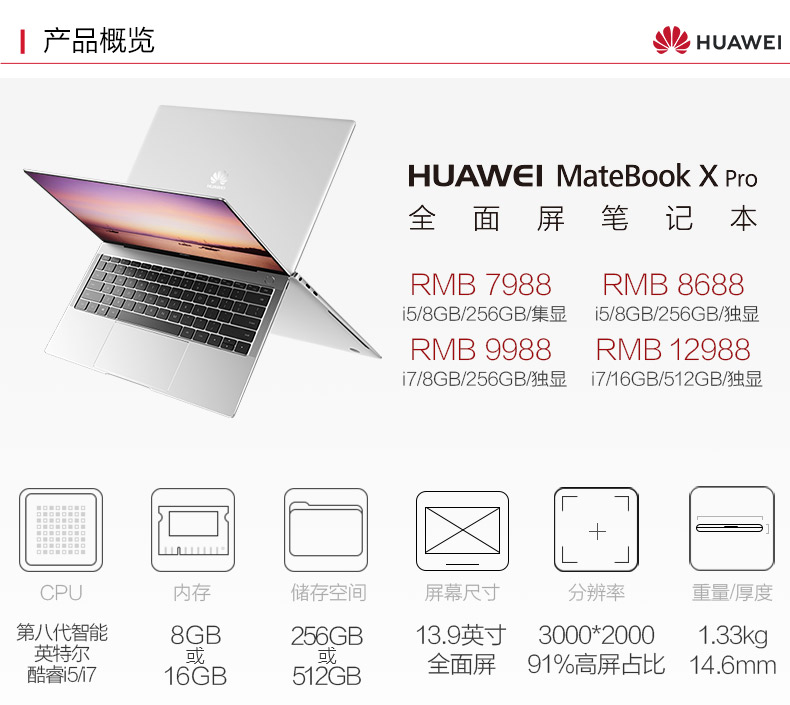 产品概览
HUAWEI
HUAWEI
HUAWEI MateBook X Pro
全面屏笔记本
RMB 7988
i5/8GB/256GB/集显
RMB 8688
i5/8GB/256GB/独显
RMB 9988
i7/8GB/256GB/独显
RMB 12988
i7/16GB/512GB/独显
CPU
第八代智能
英特尔
酷睿i5/i7
内存
8GB
或
16GB
储存空间
256GB
或
512GB
屏幕尺寸
13.9英寸
全面屏
分辨率
3000*2000
91%高屏占比
重量/厚度
1.33kg
14.6mm